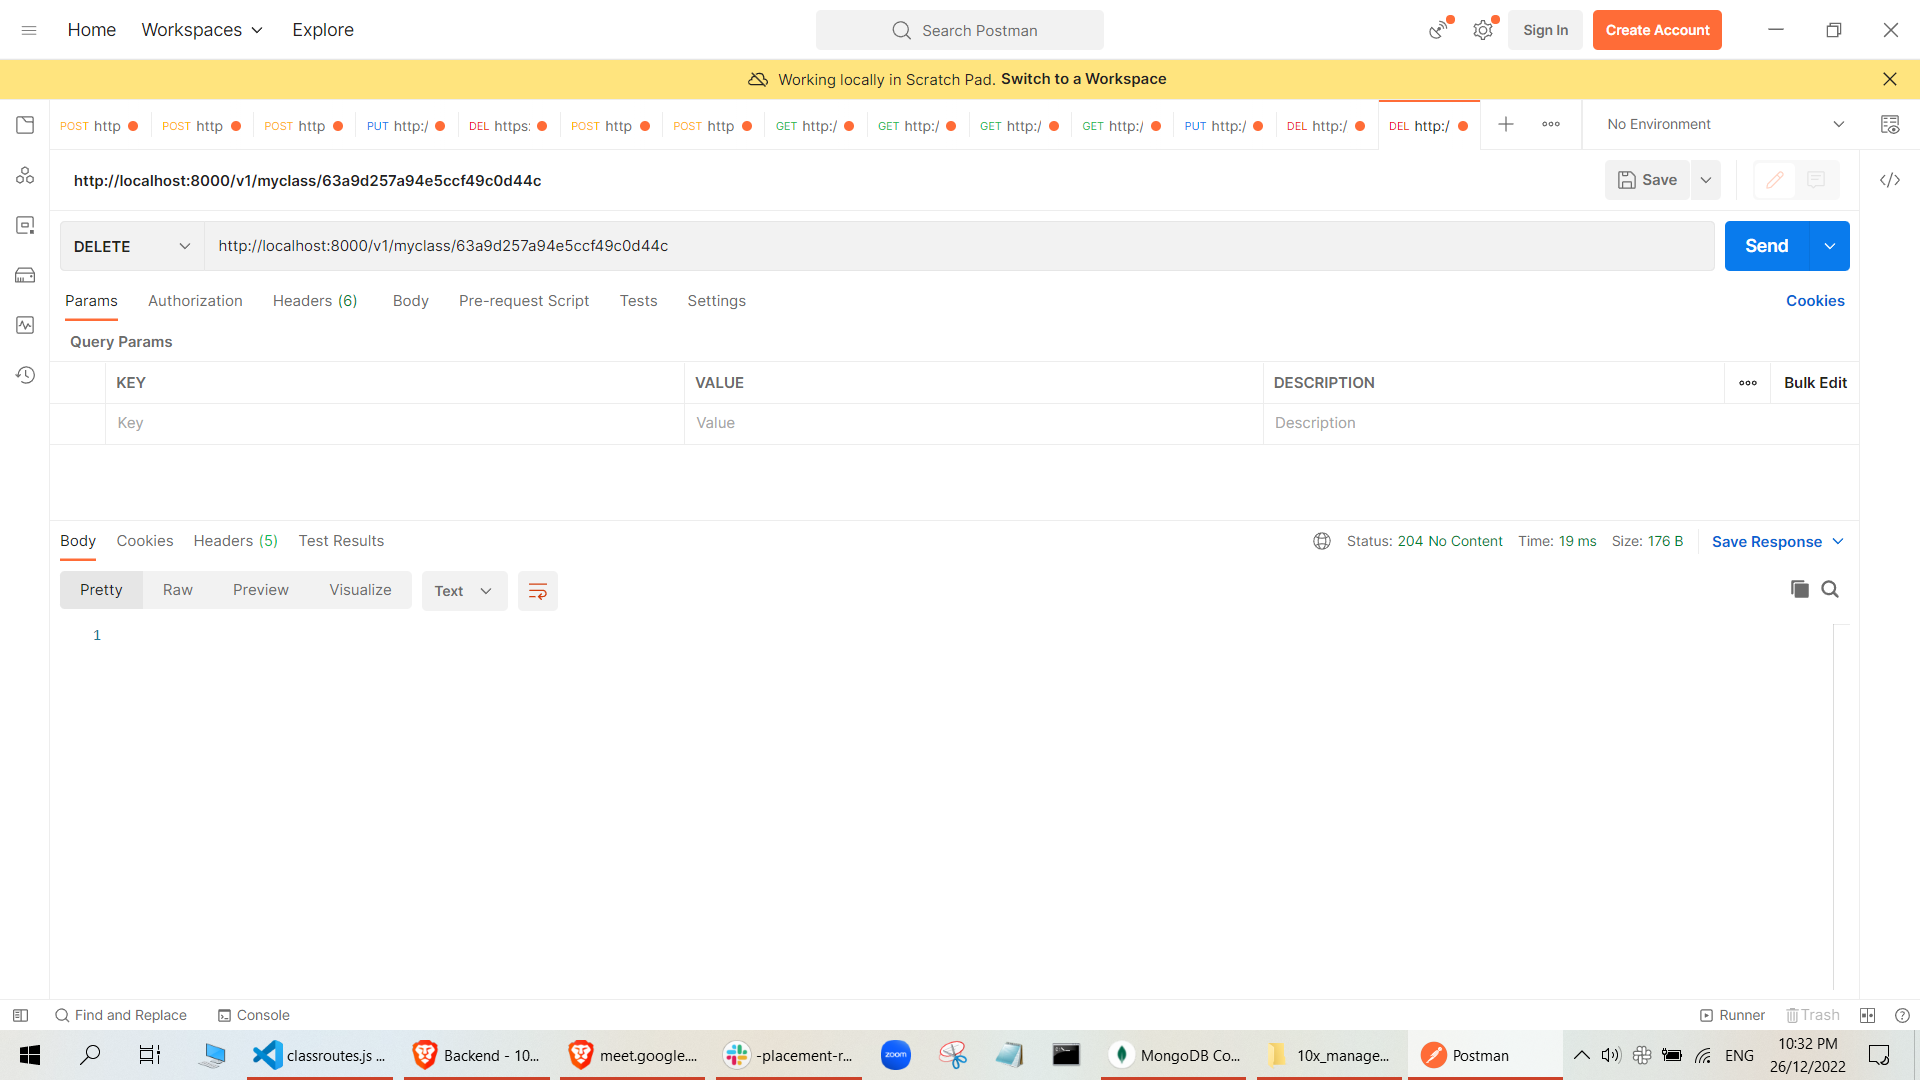 Home Workspaces Explore Search Postman Sign In Create Account
Working locally in Scratch Pad. Switch to a Workspace
POST http POST http POST http PUT http:/ DEL https: POST http POST http GET http:/ GET http:/ GET http:/ GET http:/ PUT http:/ DEL http:/ DEL http:/ No Environment
http://localhost:8000/v1/myclass/63a9d257a94e5ccf49c0d44c Save
DELETE http://localhost:8000/v1/myclass/63a9d257a94e5ccf49c0d44c Send
Params Authorization Headers (6) Body Pre-request Script Tests Settings Cookies
Query Params
KEY VALUE DESCRIPTION Bulk Edit
Key Value Description
Body Cookies Headers (5) Test Results Status: 204 No Content Time: 19 ms Size: 176 B Save Response
Pretty Raw Preview Visualize Text
1
Find and Replace Console Runner Trash
classroutes.js ... Backend - 10... meet.google.... -placement-r... zoom MongoDB Co... 10x_manage... Postman ENG 10:32 PM
26/12/2022